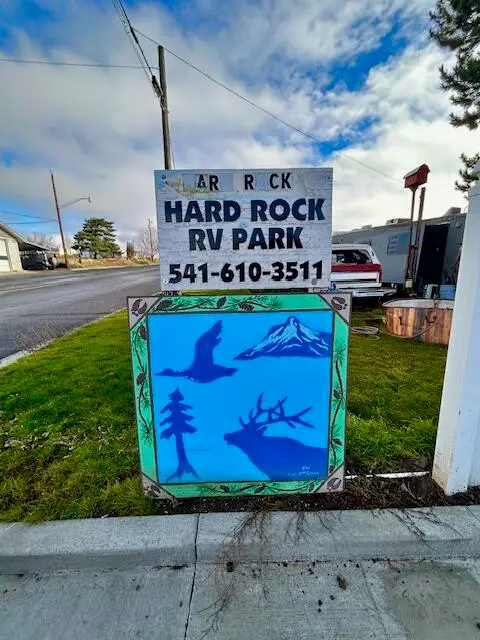 AR ROCK
HARD ROCK
RV PARK
541-610-3511